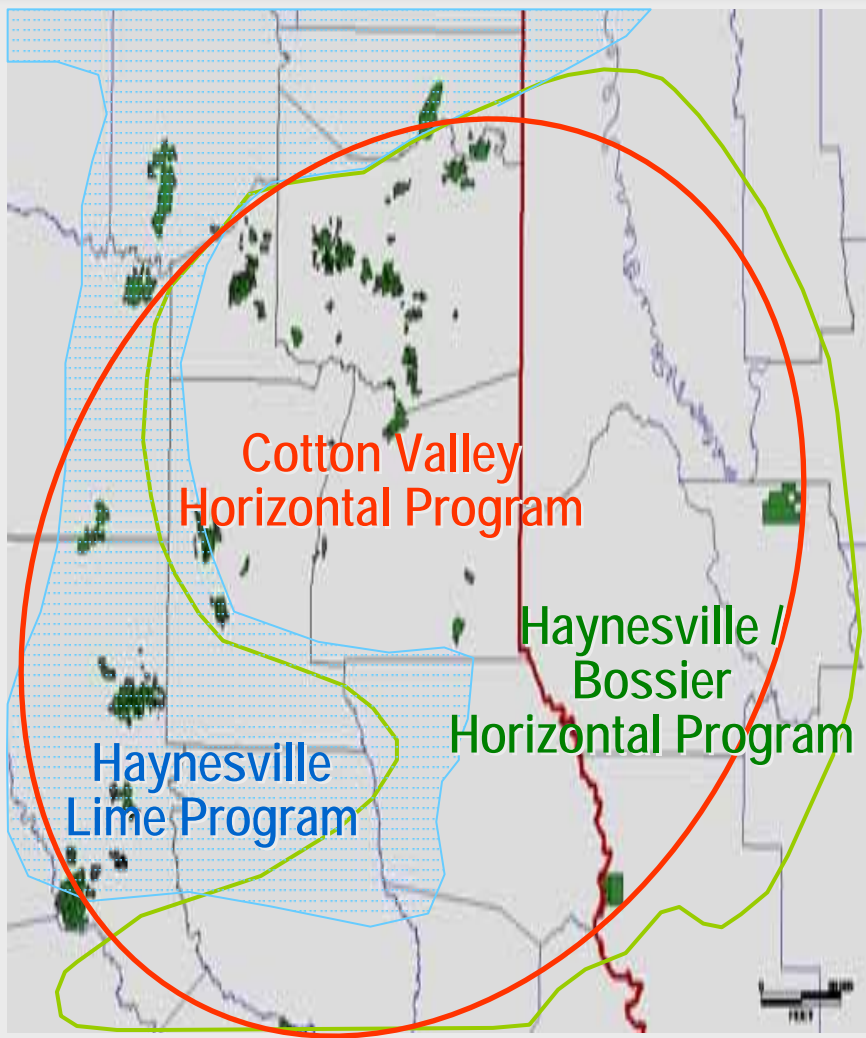 Cotton Valley
Horizontal Program
Haynesville /
Bossier
Horizontal Program
Haynesville
Lime Program